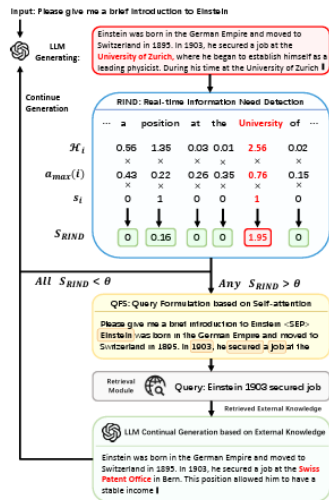 Input: Please give me a brief introduction to Einstein
LLM
Generating:
Einstein was born in the German Empire and moved to
Switzerland in 1895. In 1903, he secured a job at the
University of Zurich, where he began to establish himself as a
leading physicist. During his time at the University of Zurich
Continue
Generation
RIND: Real-time Information Need Detection
... a position at the University of ...
ℋi 0.56 1.35 0.03 0.01 2.56 0.02
× × × × × ×
amax(i) 0.43 0.22 0.26 0.35 0.76 0.15
× × × × × ×
si 0 1 0 0 1 0
SRIND 0 0.16 0 0 1.95 0
All SRIND < θ
Any SRIND > θ
QFS: Query Formulation based on Self-attention
Please give me a brief introduction to Einstein <SEP>
Einstein was born in the German Empire and moved to
Switzerland in 1895. In 1903, he secured a job at the
Retrieval
Module
Query: Einstein 1903 secured job
Retrieved External Knowledge
LLM Continual Generation based on External Knowledge
Einstein was born in the German Empire and moved to
Switzerland in 1895. In 1903, he secured a job at the Swiss
Patent Office in Bern. This position allowed him to have a
stable income